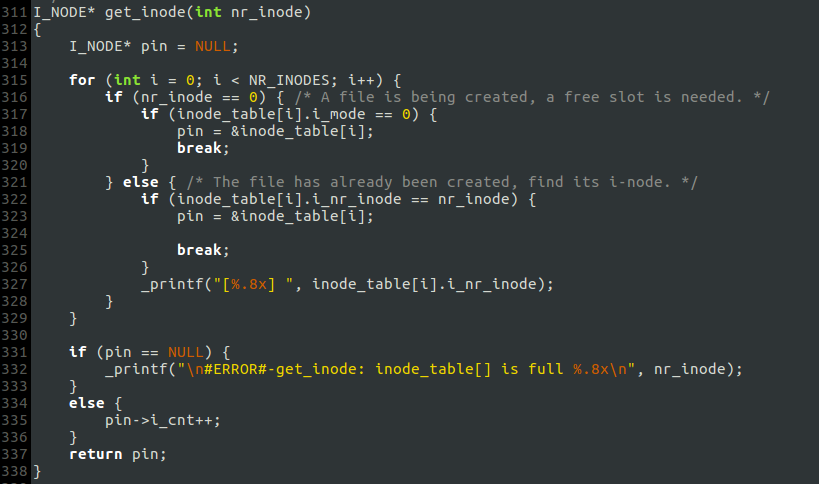 311 I_NODE* get_inode(int nr_inode)
312 {
313     I_NODE* pin = NULL;
314
315     for (int i = 0; i < NR_INODES; i++) {
316         if (nr_inode == 0) { /* A file is being created, a free slot is needed. */
317             if (inode_table[i].i_mode == 0) {
318                 pin = &inode_table[i];
319                 break;
320             }
321         } else { /* The file has already been created, find its i-node. */
322             if (inode_table[i].i_nr_inode == nr_inode) {
323                 pin = &inode_table[i];
324
325                 break;
326             }
327             _printf("[%.8x] ", inode_table[i].i_nr_inode);
328         }
329     }
330
331     if (pin == NULL) {
332         _printf("\n#ERROR#-get_inode: inode_table[] is full %.8x\n", nr_inode);
333     }
334     else {
335         pin->i_cnt++;
336     }
337     return pin;
338 }